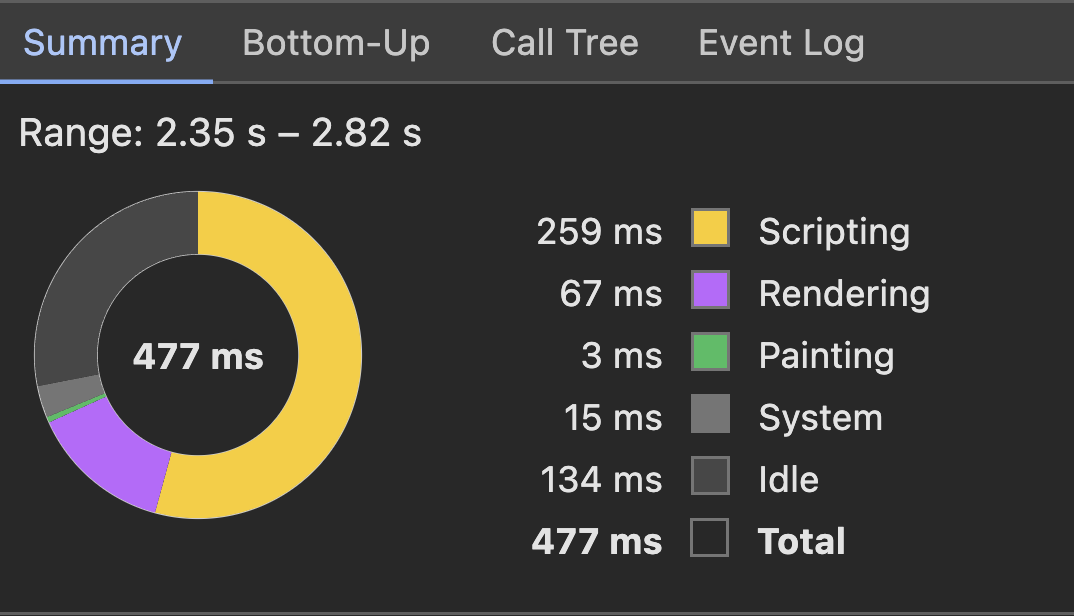 Summary Bottom-Up Call Tree Event Log
Range: 2.35 s – 2.82 s
259 ms Scripting
67 ms Rendering
3 ms Painting
477 ms
15 ms System
134 ms Idle
477 ms Total